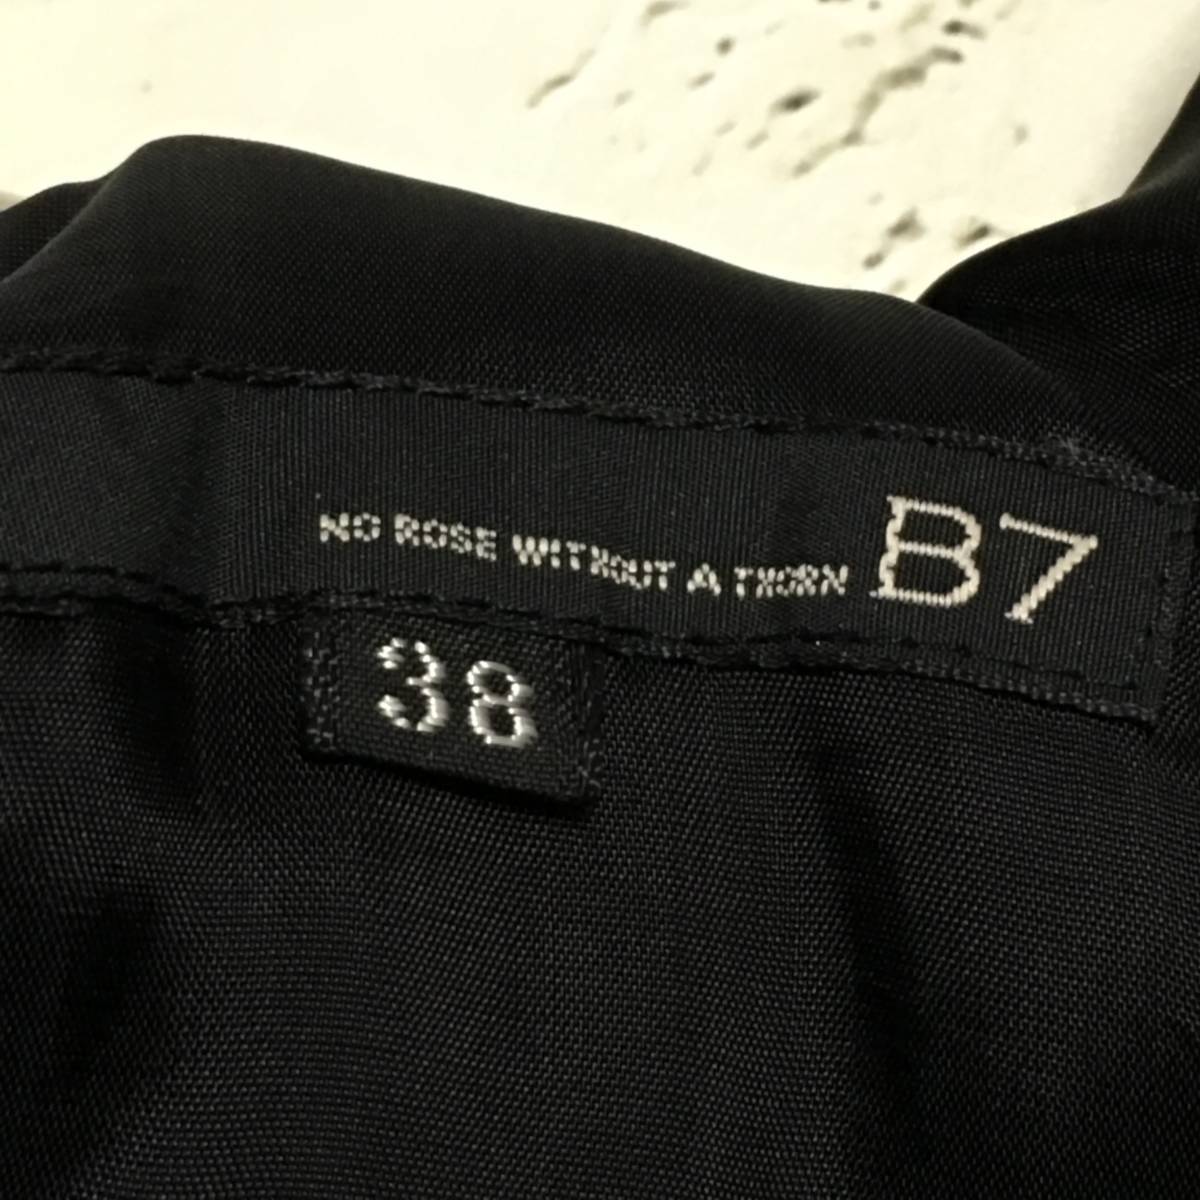 NO ROSE WITHOUT A THORN B7
38